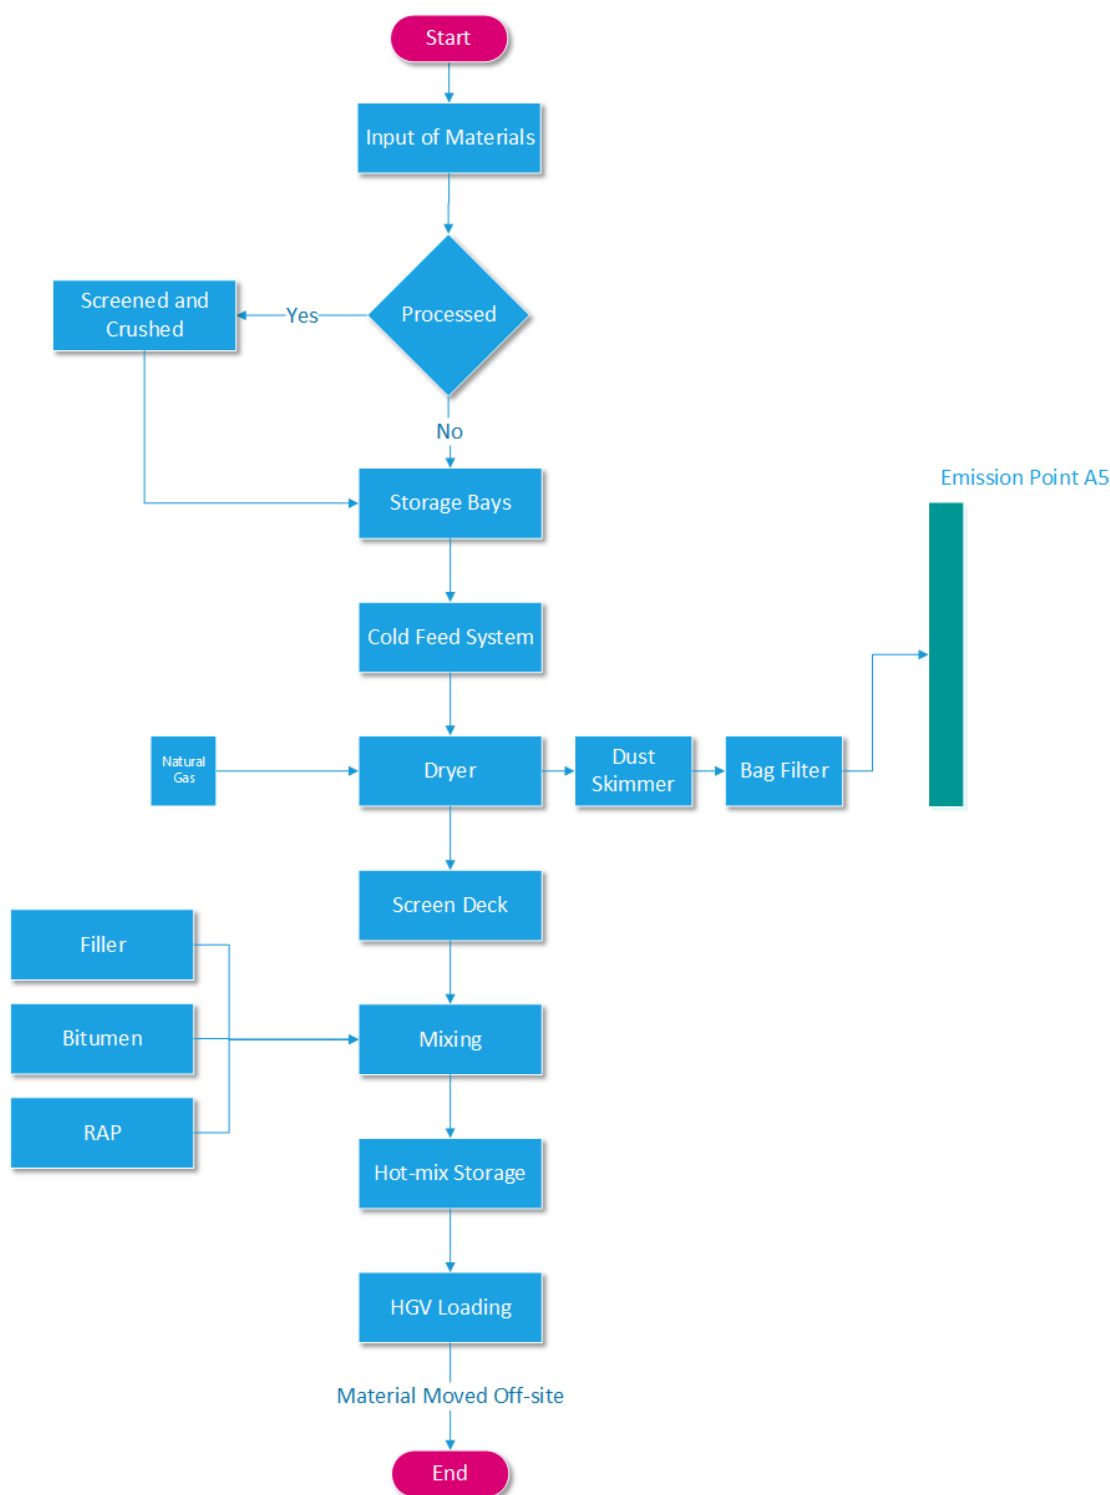 Start
Input of Materials
Processed
Yes
Screened and
Crushed
No
Storage Bays
Emission Point A5
Cold Feed System
Natural
Gas
Dryer
Dust
Skimmer
Bag Filter
Screen Deck
Filler
Bitumen
RAP
Mixing
Hot-mix Storage
HGV Loading
Material Moved Off-site
End